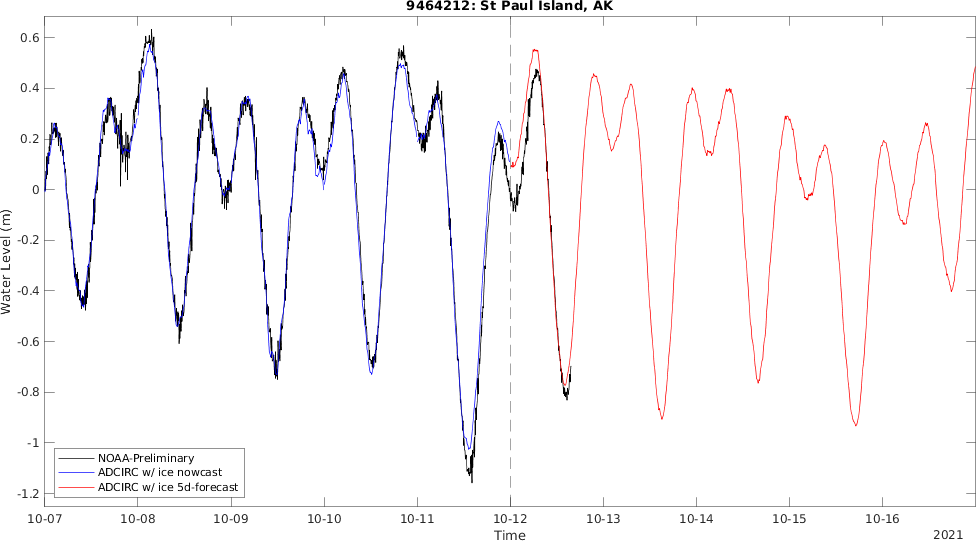 9464212: St Paul Island, AK
0.6
0.4
0.2
0
-0.2
-0.4
-0.6
-0.8
-1
-1.2
Water Level (m)
NOAA-Preliminary
ADCIRC w/ ice nowcast
ADCIRC w/ ice 5d-forecast
10-07 10-08 10-09 10-10 10-11 10-12 10-13 10-14 10-15 10-16
Time
2021